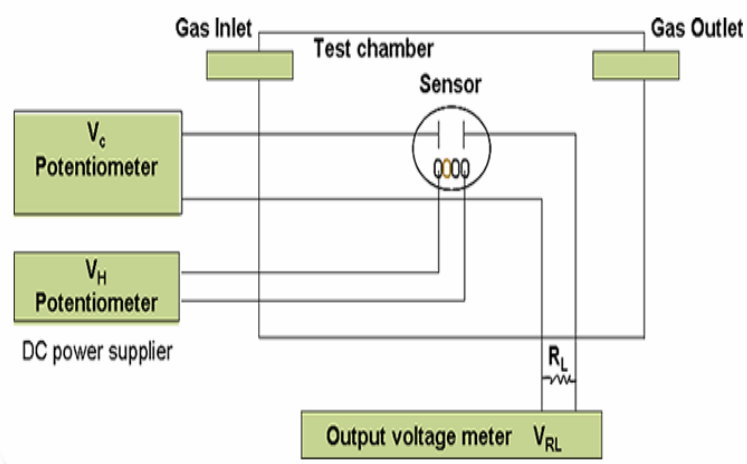 Gas Inlet
Gas Outlet
Test chamber
Sensor
Vc
Potentiometer
VH
Potentiometer
DC power supplier
RL
Output voltage meter VRL